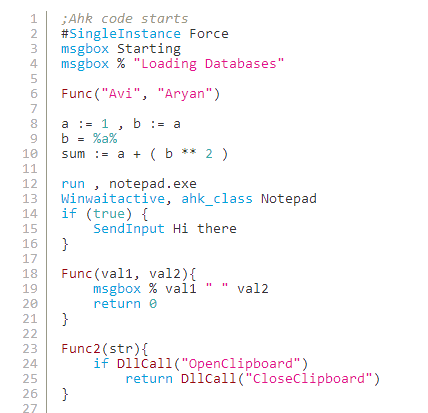 1 ;Ahk code starts
2 #SingleInstance Force
3 msgbox Starting
4 msgbox % "Loading Databases"
5
6 Func("Avi", "Aryan")
7
8 a := 1 , b := a
9 b = %a%
10 sum := a + ( b ** 2 )
11
12 run , notepad.exe
13 Winwaitactive, ahk_class Notepad
14 if (true) {
15     SendInput Hi there
16 }
17
18 Func(val1, val2){
19     msgbox % val1 " " val2
20     return 0
21 }
22
23 Func2(str){
24     if DllCall("OpenClipboard")
25         return DllCall("CloseClipboard")
26 }
27